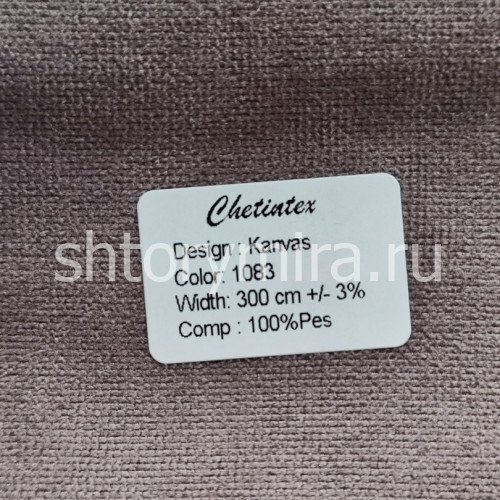 Chetintex
Design : Kanvas
shtorymira.ru
Color: 1083
Width: 300 cm +/- 3%
Comp : 100%Pes